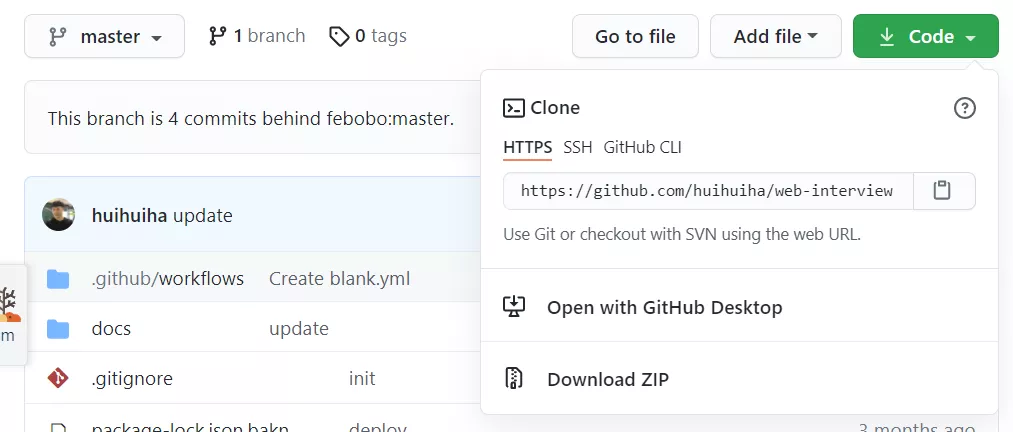 master
1 branch
0 tags
Go to file
Add file
Code
This branch is 4 commits behind febobo:master.
Clone
HTTPS SSH GitHub CLI
https://github.com/huihuiha/web-interview
Use Git or checkout with SVN using the web URL.
Open with GitHub Desktop
Download ZIP
huihuiha update
.github/workflows Create blank.yml
docs update
.gitignore init
package-lock.json.bakn deploy
3 months ago
m